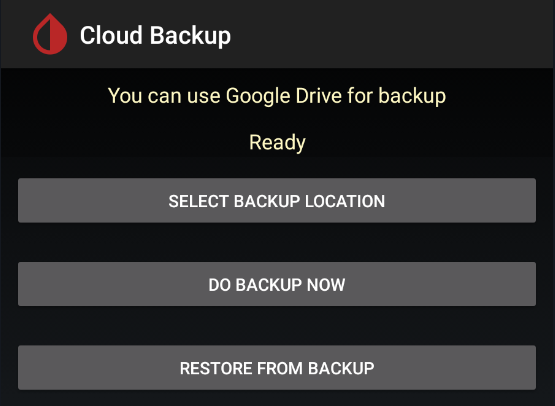 Cloud Backup
You can use Google Drive for backup
Ready
SELECT BACKUP LOCATION
DO BACKUP NOW
RESTORE FROM BACKUP